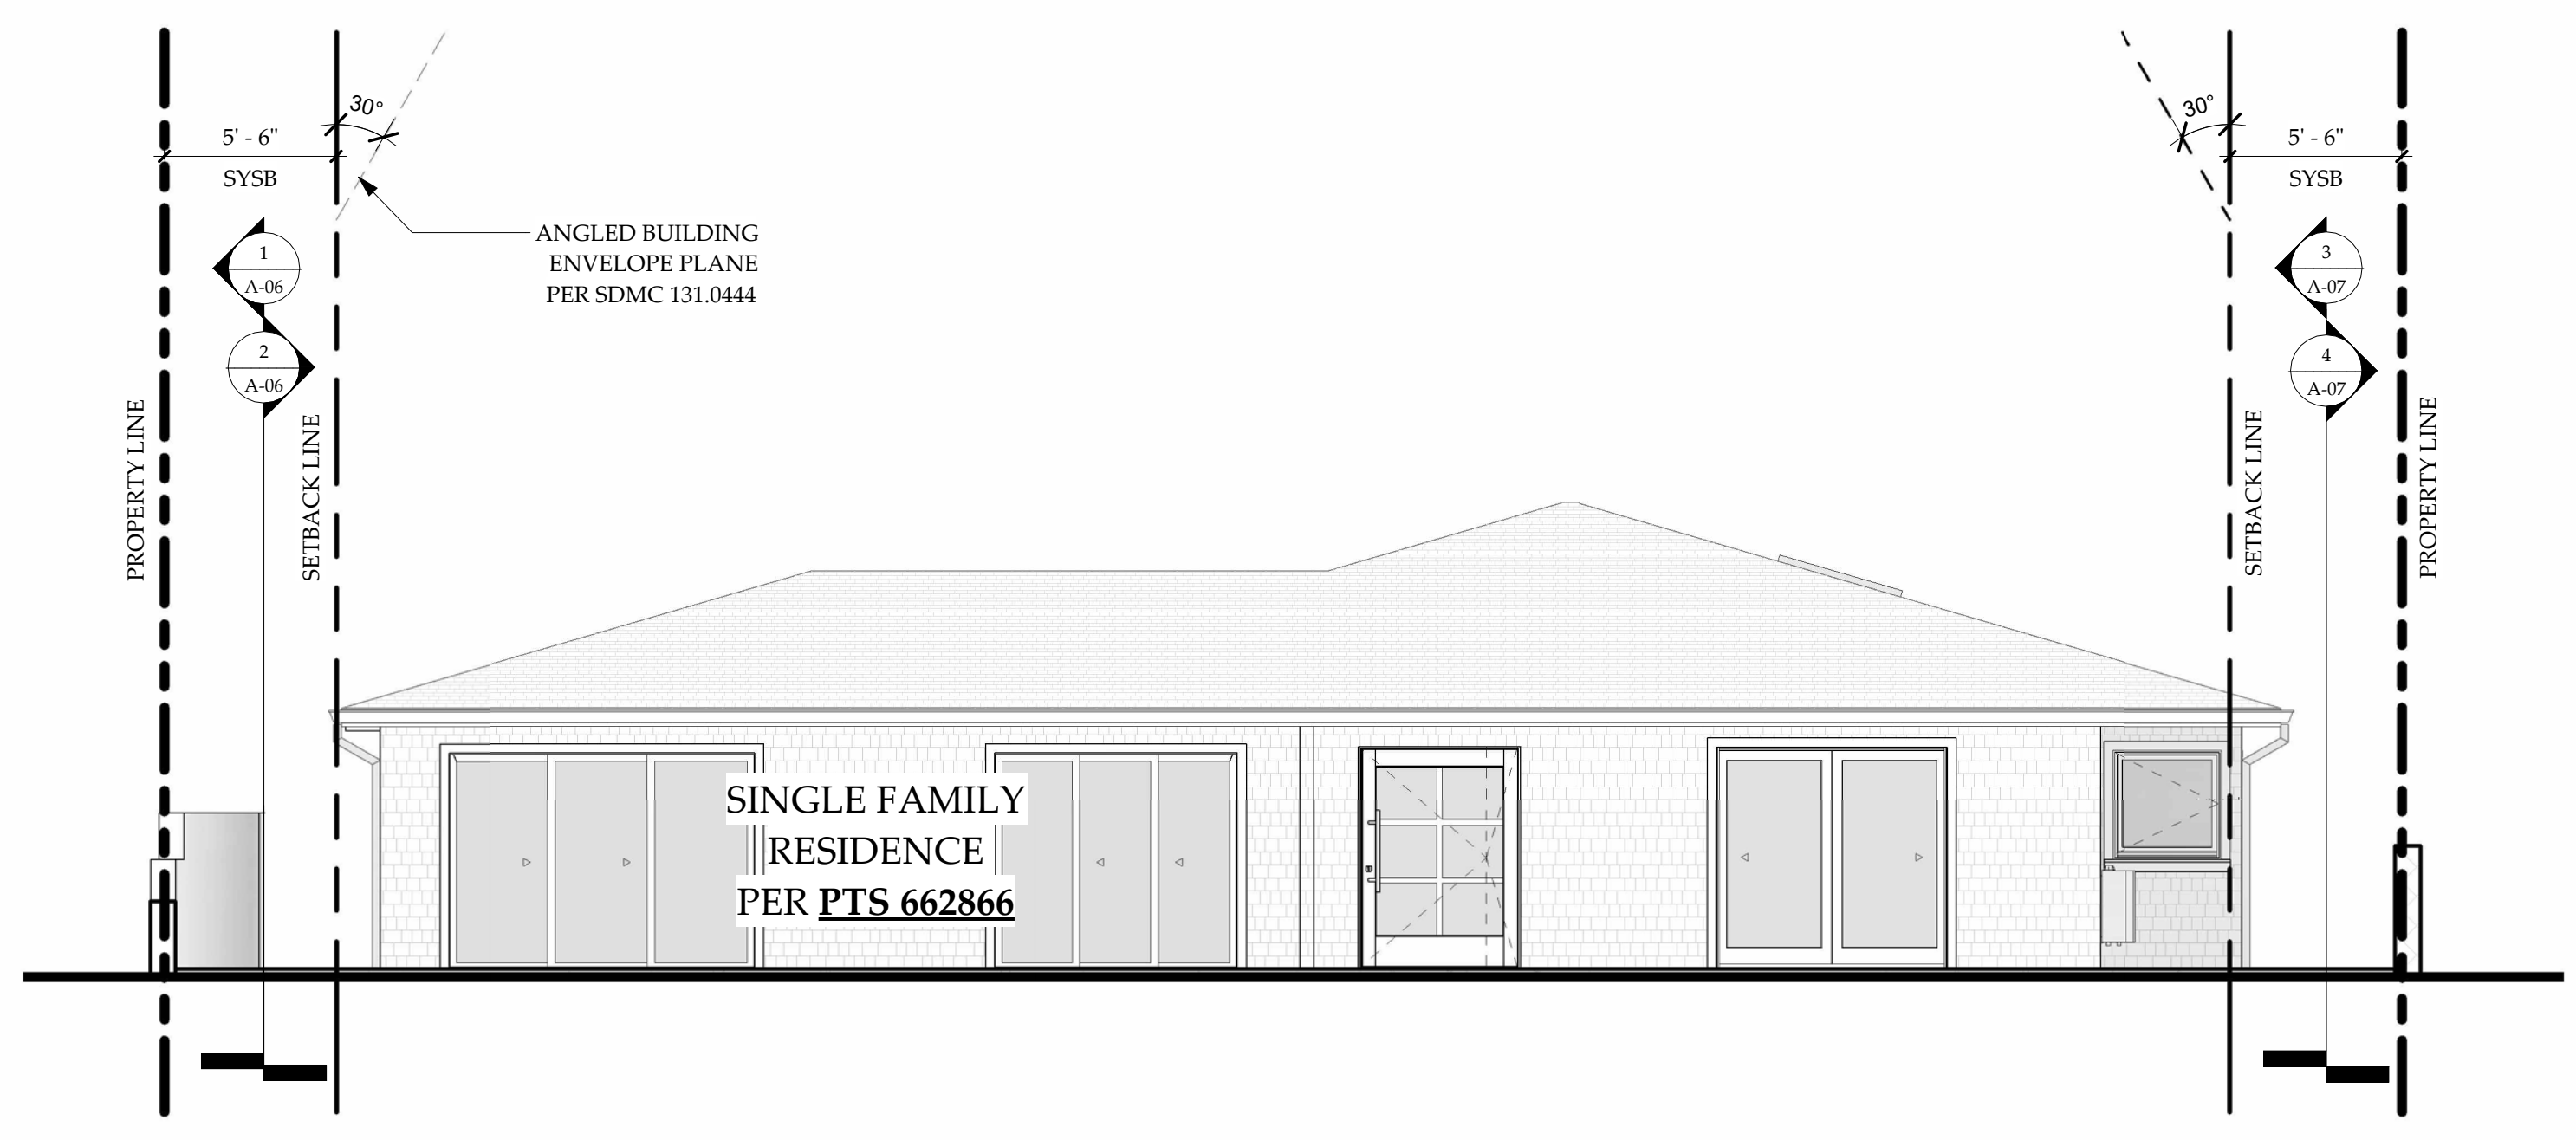 30°
30°
5' - 6"
SYSB
5' - 6"
SYSB
ANGLED BUILDING
ENVELOPE PLANE
PER SDMC 131.0444
1
A-06
2
A-06
3
A-07
4
A-07
PROPERTY LINE
SETBACK LINE
SETBACK LINE
PROPERTY LINE
SINGLE FAMILY
RESIDENCE
PER PTS 662866